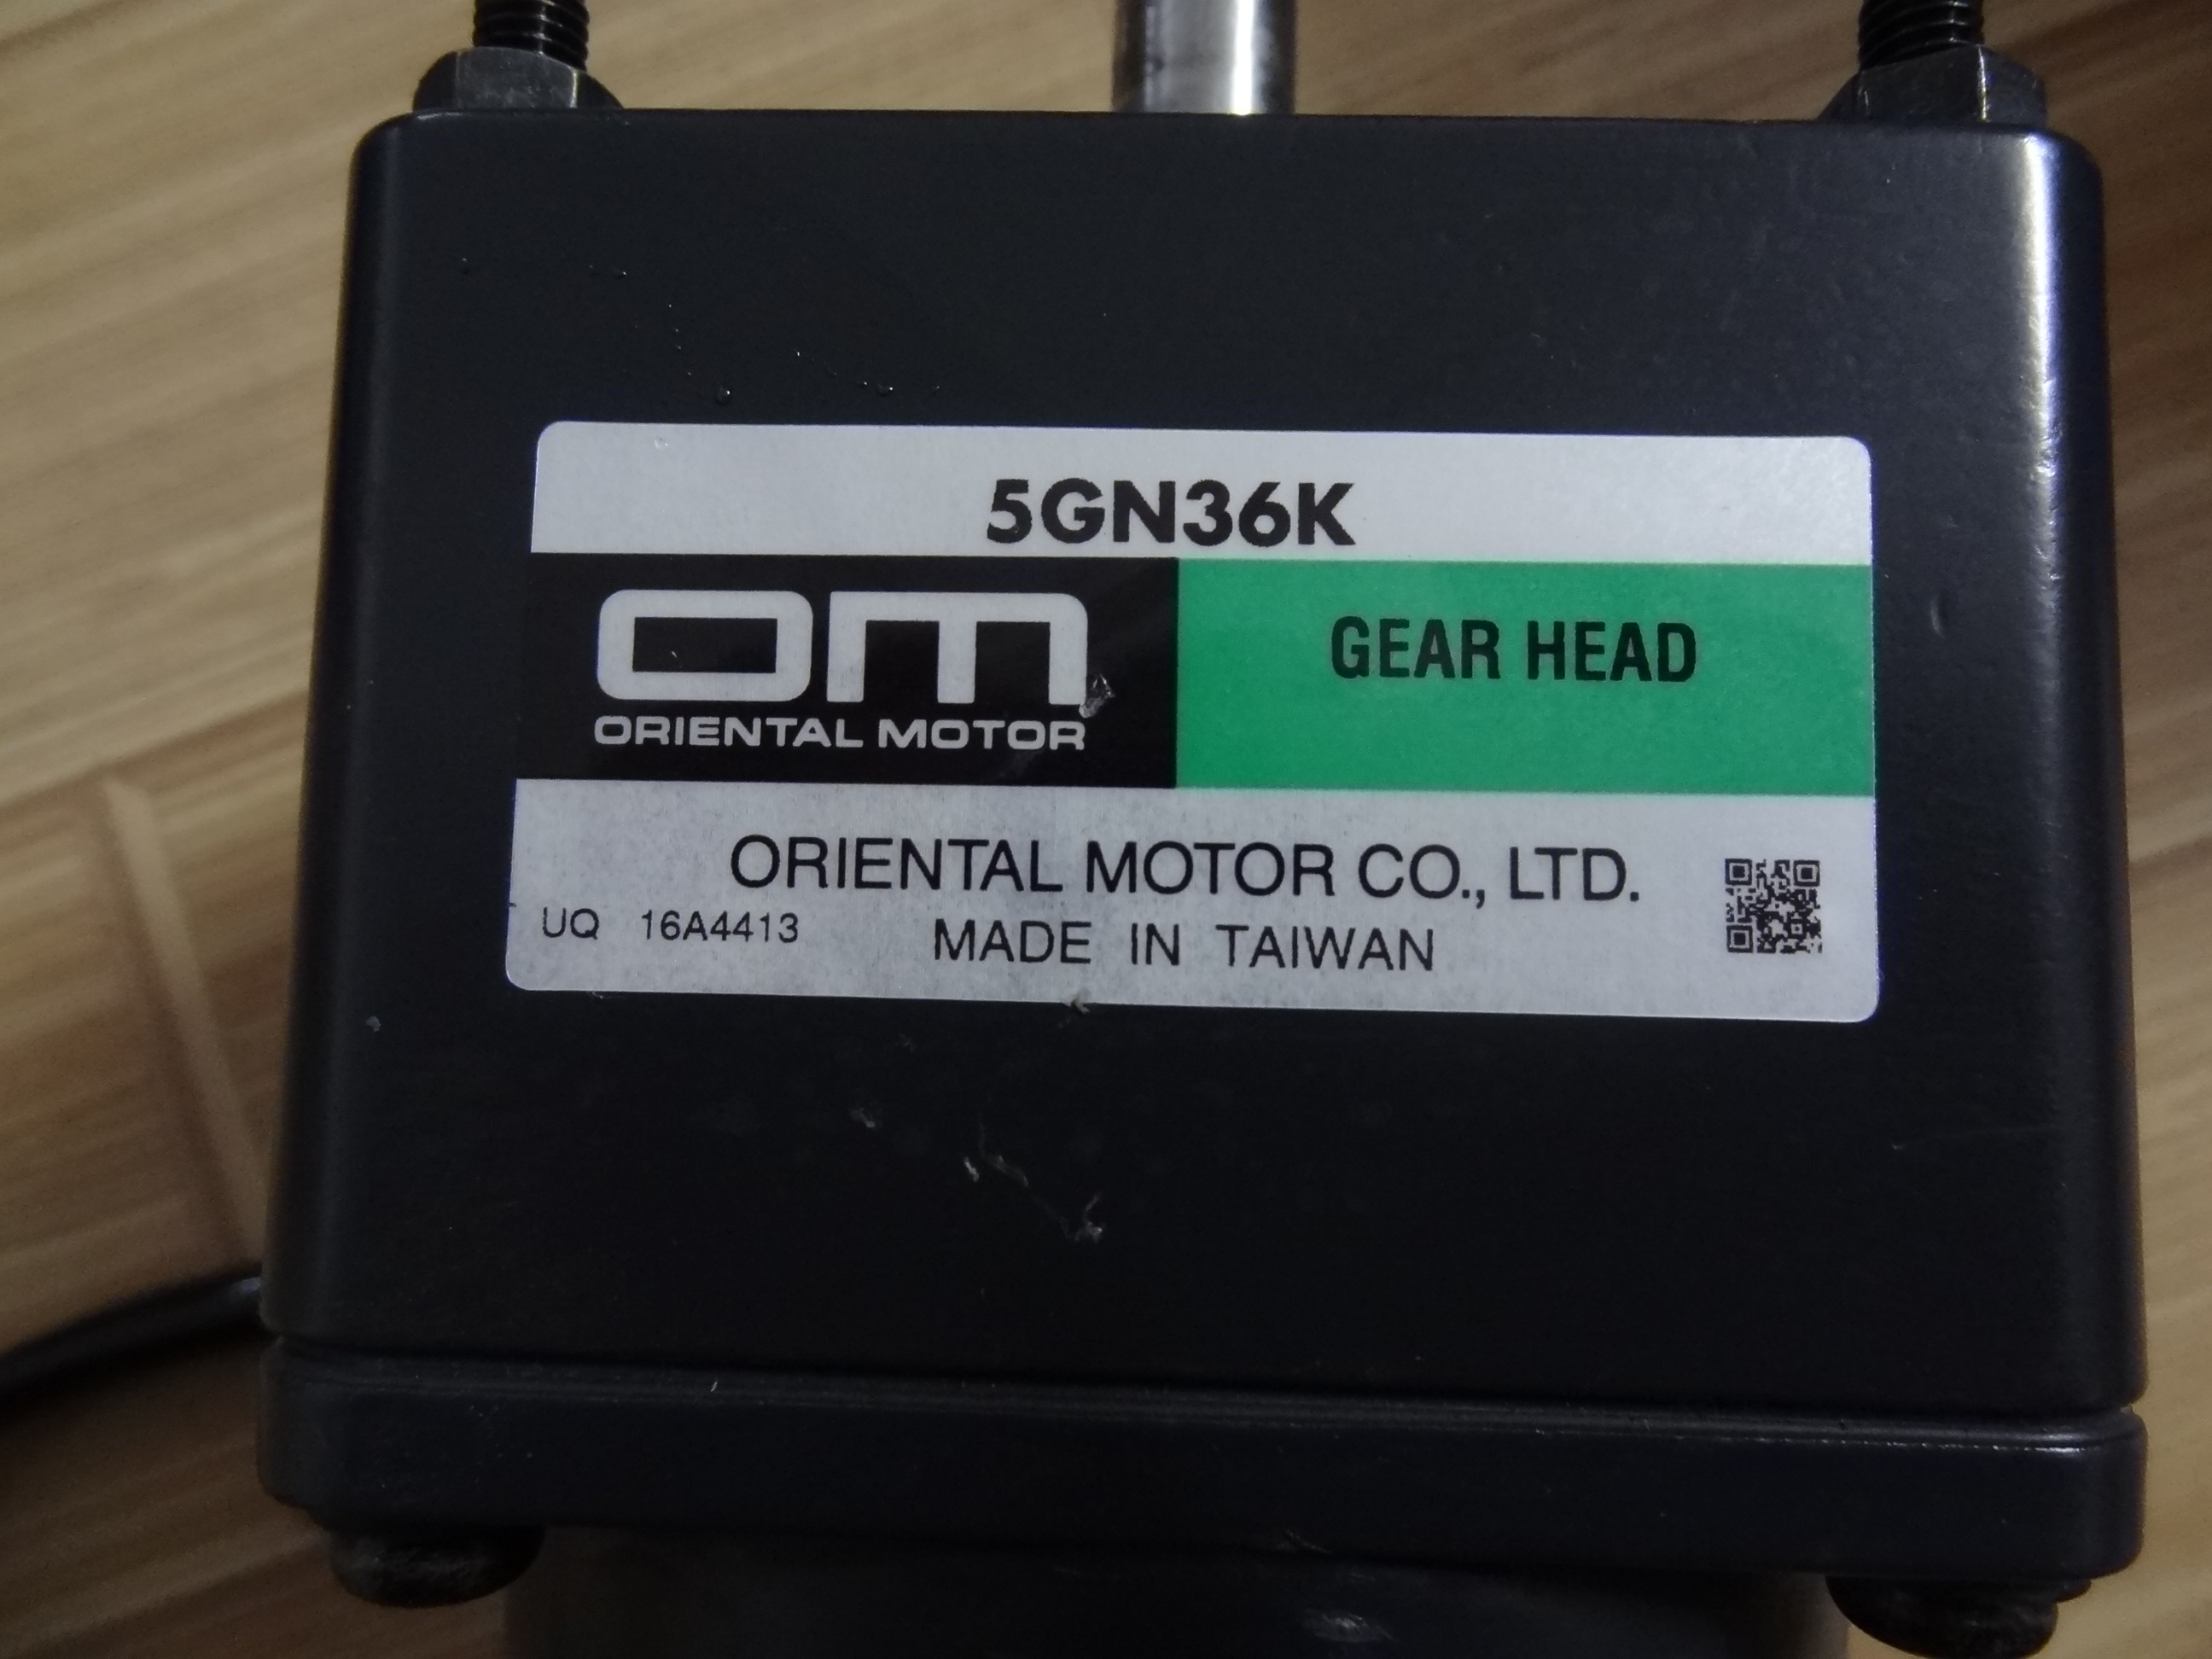 5GN36K
om
ORIENTAL MOTOR
GEAR HEAD
ORIENTAL MOTOR CO., LTD.
UQ 16A4413
MADE IN TAIWAN